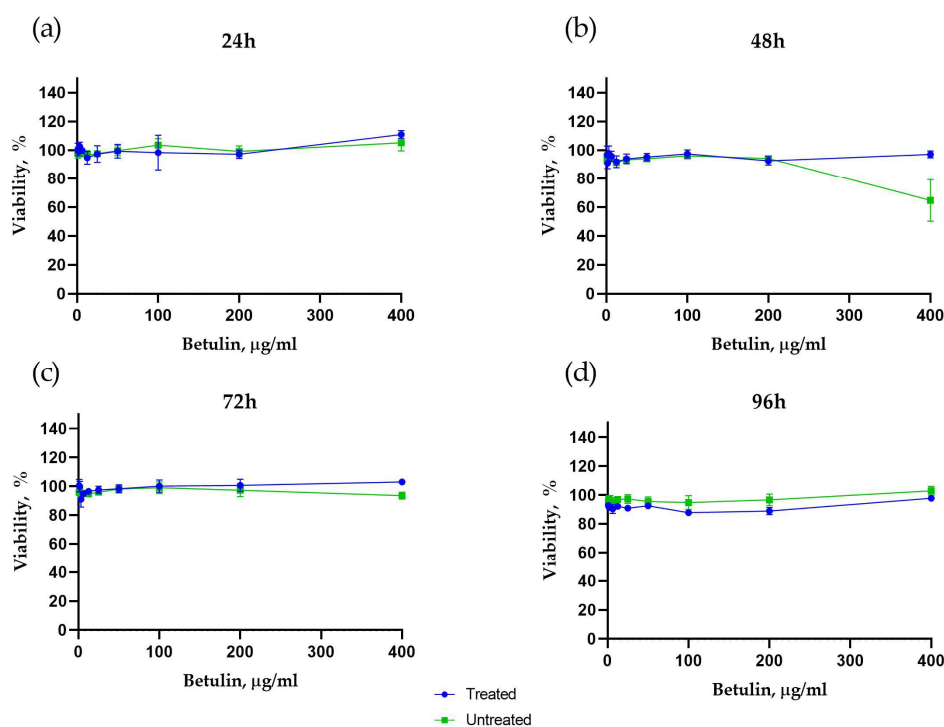 (a)
24h
140
120
100
80
60
40
20
0
Viability, %
0 100 200 300 400
Betulin, µg/ml
(b)
48h
140
120
100
80
60
40
20
0
Viability, %
0 100 200 300 400
Betulin, µg/ml
(c)
72h
140
120
100
80
60
40
20
0
Viability, %
0 100 200 300 400
Betulin, µg/ml
(d)
96h
140
120
100
80
60
40
20
0
Viability, %
0 100 200 300 400
Betulin, µg/ml
Treated
Untreated